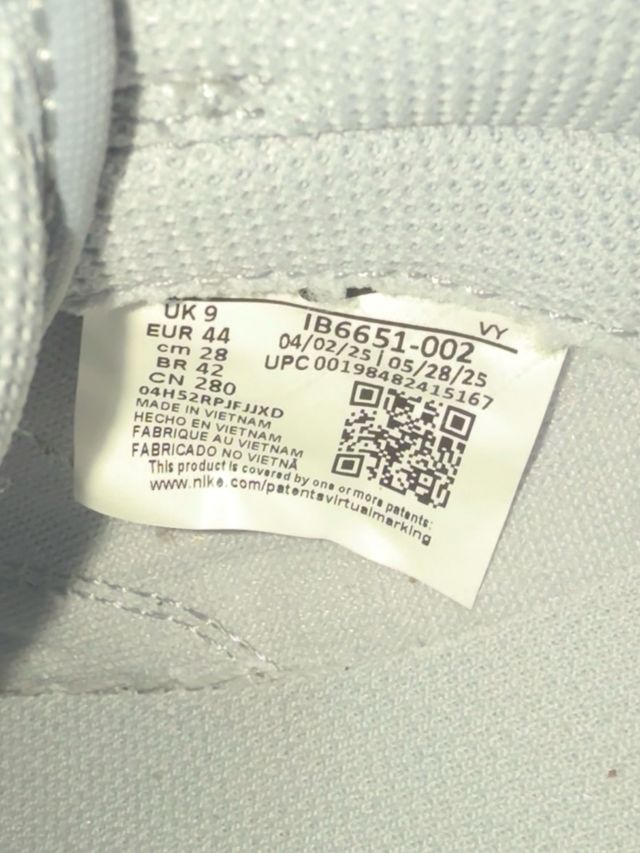 UK 9
EUR 44
cm 28
BR 42
CN 280
04H52RPJFJJXD
MADE IN VIETNAM
HECHO EN VIETNAM
FABRIQUE AU VIETNAM
FABRICADO NO VIETNÃ
VY
IB6651-002
04/02/25 | 05/28/25
UPC 00198482415167
This product is covered by one or more patents:
www.nike.com/patentsvirtualmarking